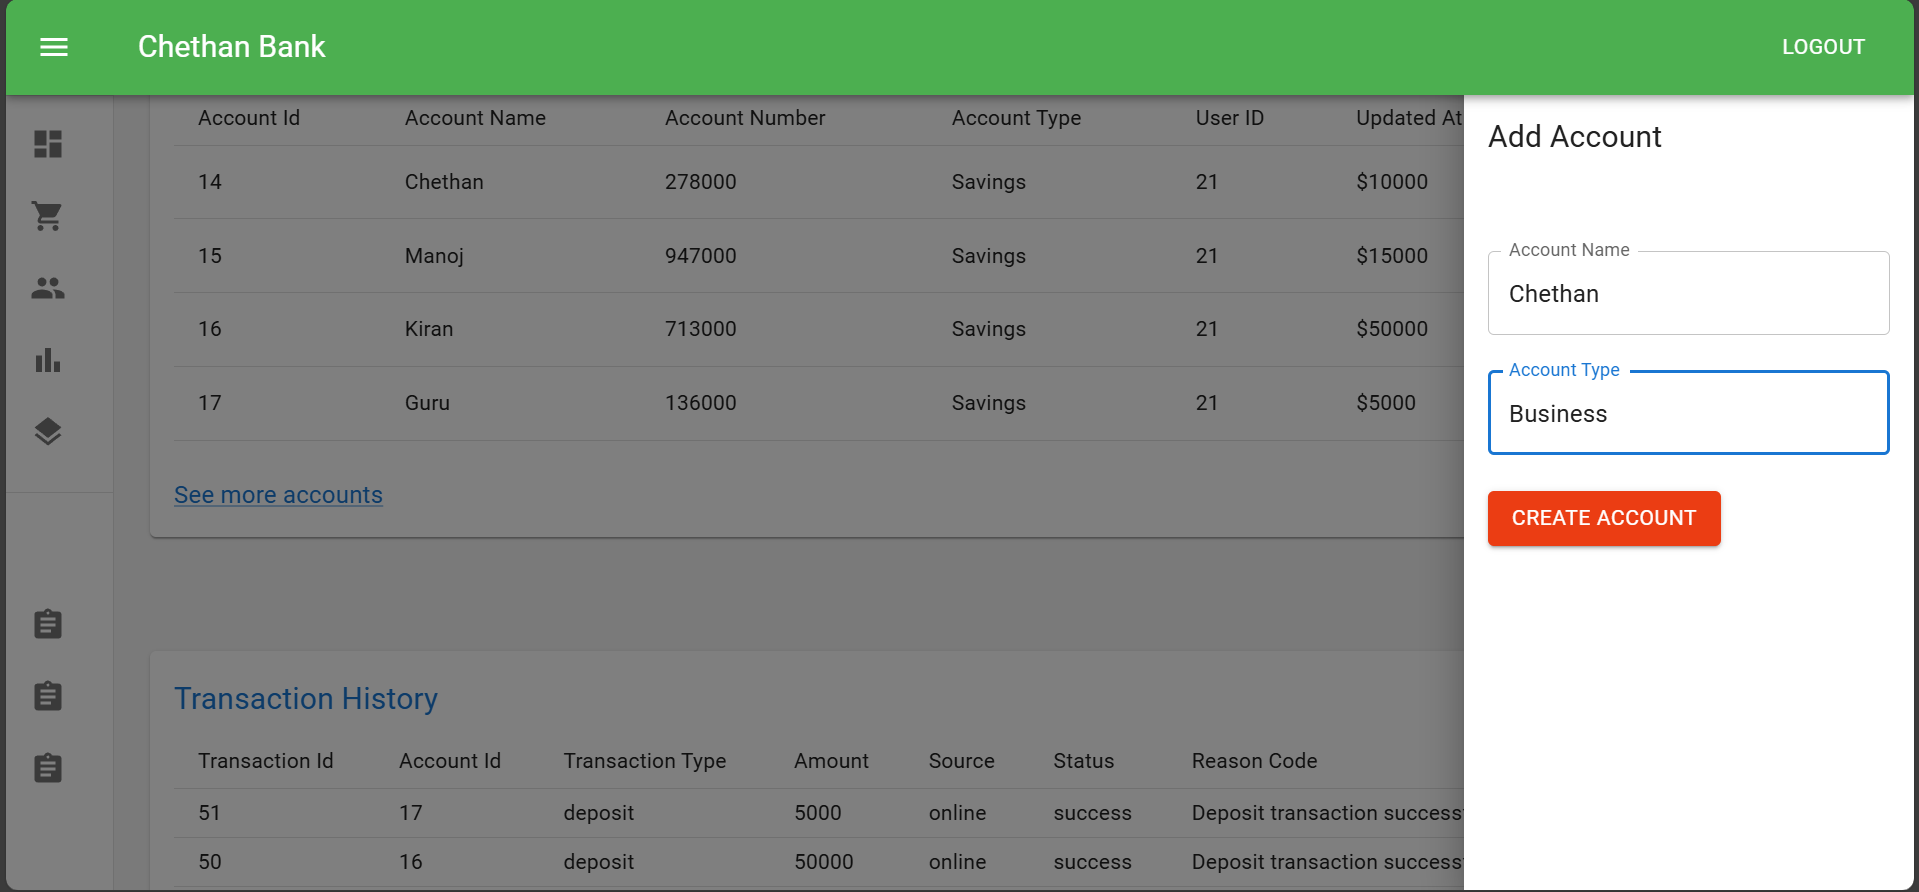 Chethan Bank
LOGOUT
Account Id Account Name Account Number Account Type User ID Updated At
14 Chethan 278000 Savings 21 $10000
15 Manoj 947000 Savings 21 $15000
16 Kiran 713000 Savings 21 $50000
17 Guru 136000 Savings 21 $5000
See more accounts
Transaction History
Transaction Id Account Id Transaction Type Amount Source Status Reason Code
51 17 deposit 5000 online success Deposit transaction success
50 16 deposit 50000 online success Deposit transaction success
Add Account
Account Name
Chethan
Account Type
Business
CREATE ACCOUNT